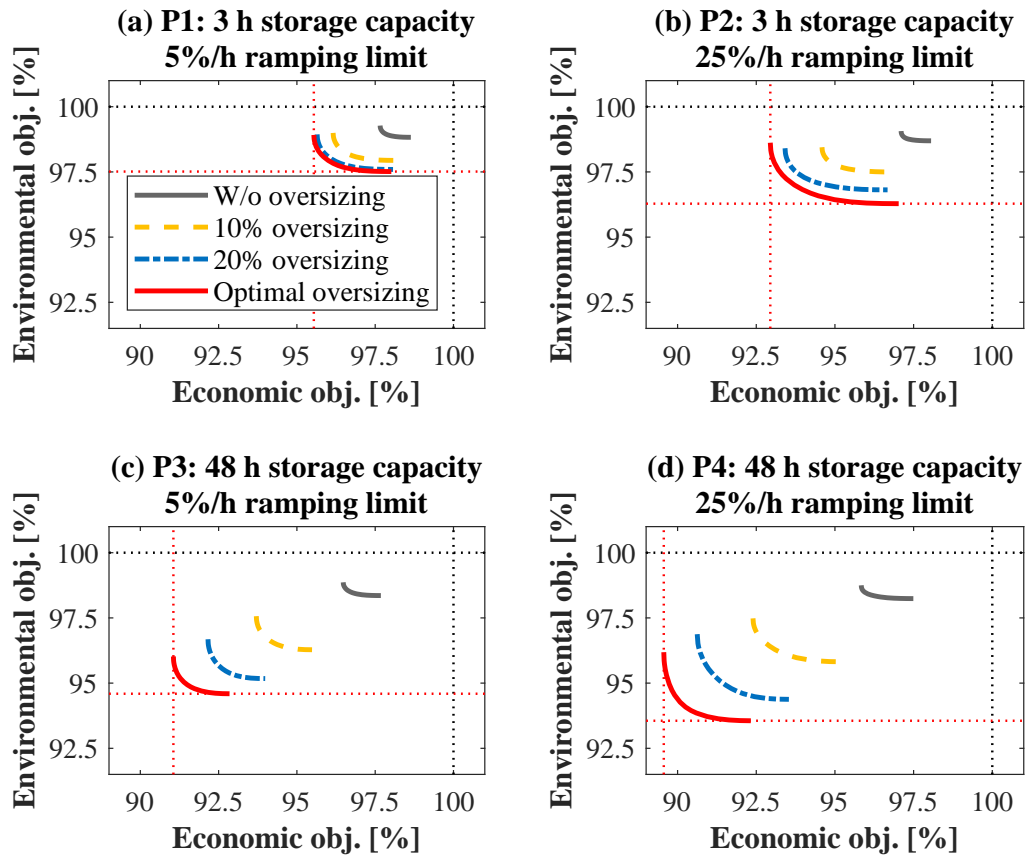 (a) P1: 3 h storage capacity
5%/h ramping limit
Environmental obj. [%]
100
97.5
95
92.5
W/o oversizing
10% oversizing
20% oversizing
Optimal oversizing
90 92.5 95 97.5 100
Economic obj. [%]
(b) P2: 3 h storage capacity
25%/h ramping limit
Environmental obj. [%]
100
97.5
95
92.5
90 92.5 95 97.5 100
Economic obj. [%]
(c) P3: 48 h storage capacity
5%/h ramping limit
Environmental obj. [%]
100
97.5
95
92.5
90 92.5 95 97.5 100
Economic obj. [%]
(d) P4: 48 h storage capacity
25%/h ramping limit
Environmental obj. [%]
100
97.5
95
92.5
90 92.5 95 97.5 100
Economic obj. [%]